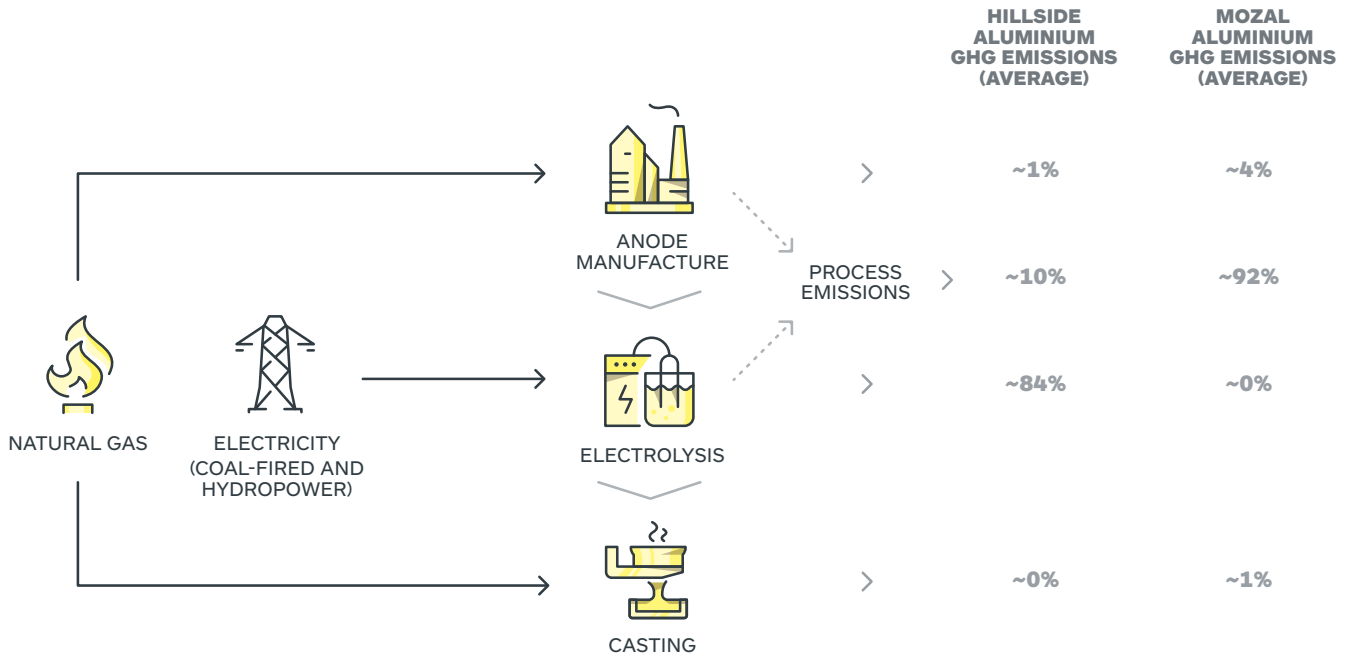 HILLSIDE
ALUMINIUM
GHG EMISSIONS
(AVERAGE)
MOZAL
ALUMINIUM
GHG EMISSIONS
(AVERAGE)
~1%
~4%
ANODE
MANUFACTURE
PROCESS
EMISSIONS
~10%
~92%
NATURAL GAS
ELECTRICITY
(COAL-FIRED AND
HYDROPOWER)
ELECTROLYSIS
~84%
~0%
CASTING
~0%
~1%